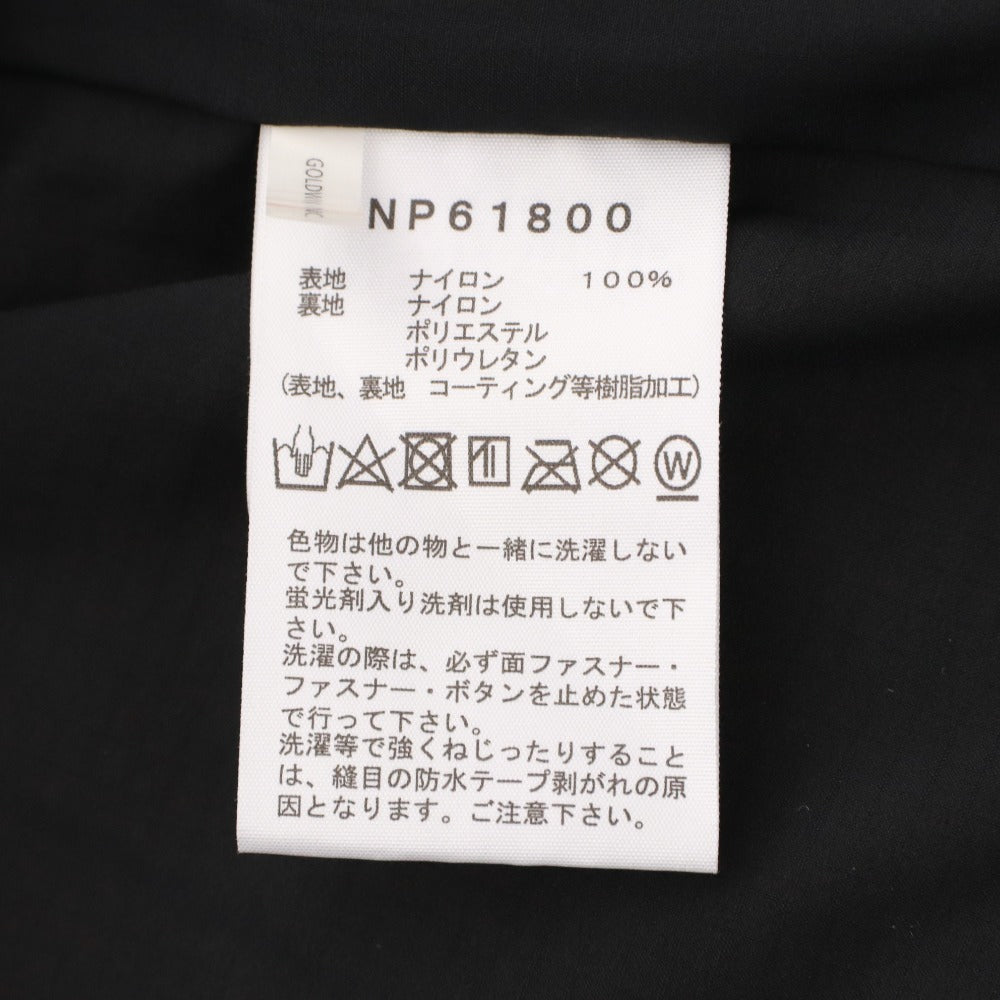 GOLDWIN
NP61800
表地 ナイロン 100%
裏地 ナイロン
ポリエステル
ポリウレタン
(表地、裏地 コーティング等樹脂加工)
W
色物は他の物と一緒に洗濯しない
で下さい。
蛍光剤入り洗剤は使用しないで下
さい。
洗濯の際は、必ず面ファスナー・
ファスナー・ボタンを止めた状態
で行って下さい。
洗濯等で強くねじったりすること
は、縫目の防水テープ剥がれの原
因となります。ご注意下さい。